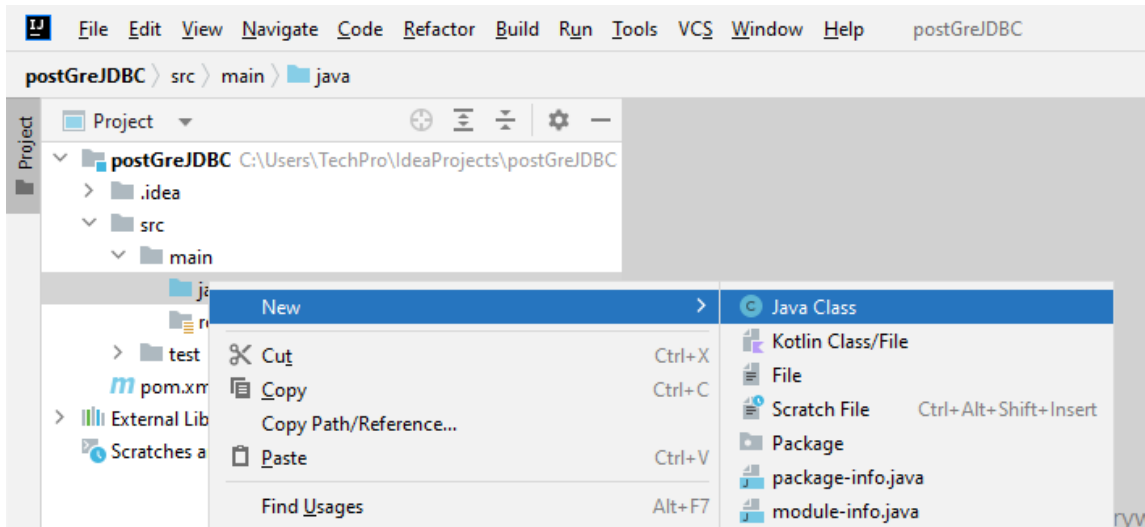 IJ File Edit View Navigate Code Refactor Build Run Tools VCS Window Help postGreJDBC
postGreJDBC src main java
Project
Project
postGreJDBC C:\Users\TechPro\IdeaProjects\postGreJDBC
.idea
src
main
New
Java Class
Cut Ctrl+X
Kotlin Class/File
test
File
m pom.xm
Copy Ctrl+C
Scratch File Ctrl+Alt+Shift+Insert
External Lib
Copy Path/Reference...
Package
Scratches a
Paste Ctrl+V
package-info.java
Find Usages Alt+F7
module-info.java